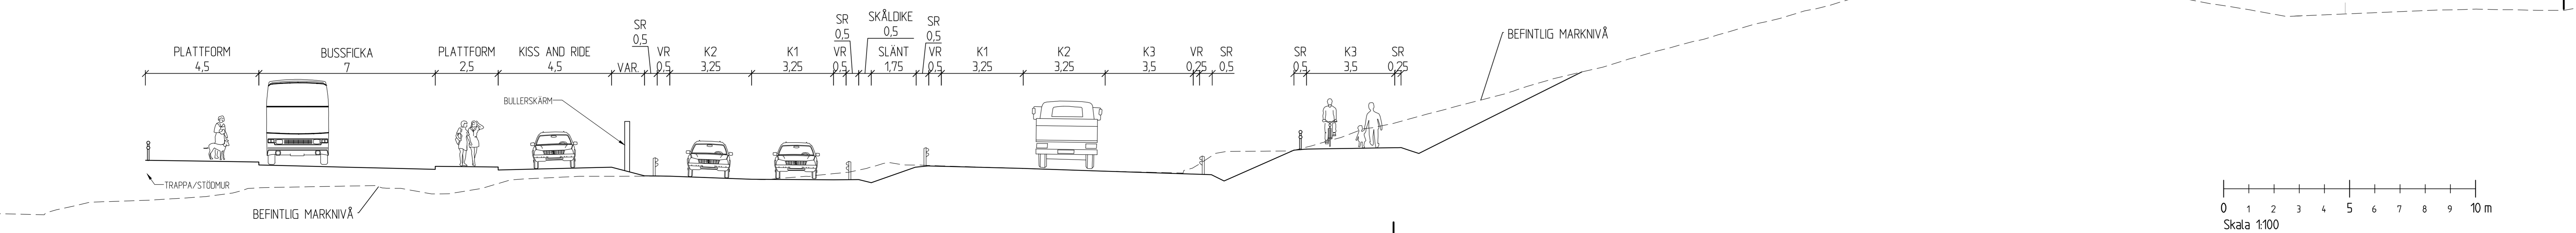 PLATTFORM
4,5
BUSSFICKA
7
PLATTFORM
2,5
KISS AND RIDE
4,5
VAR.
SR
0,5
VR
0,5
K2
3,25
K1
3,25
SR
0,5
VR
0,5
SKÅLDIKE
0,5
SLÄNT
1,75
SR
0,5
VR
0,5
K1
3,25
K2
3,25
K3
3,5
VR
0,25
SR
0,5
SR
0,5
K3
3,5
SR
0,25
BEFINTLIG MARKNIVÅ
BULLERSKÄRM
TRAPPA/STÖDMUR
BEFINTLIG MARKNIVÅ
0 1 2 3 4 5 6 7 8 9 10 m
Skala 1:100